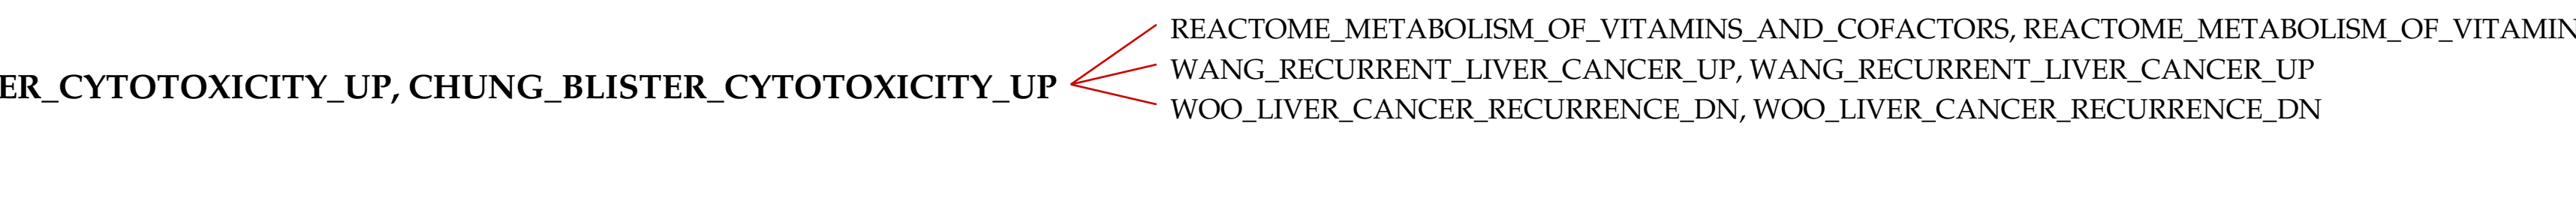 REACTOME_METABOLISM_OF_VITAMINS_AND_COFACTORS, REACTOME_METABOLISM_OF_VITAMIN
WANG_RECURRENT_LIVER_CANCER_UP, WANG_RECURRENT_LIVER_CANCER_UP
ER_CYTOTOXICITY_UP, CHUNG_BLISTER_CYTOTOXICITY_UP
WOO_LIVER_CANCER_RECURRENCE_DN, WOO_LIVER_CANCER_RECURRENCE_DN